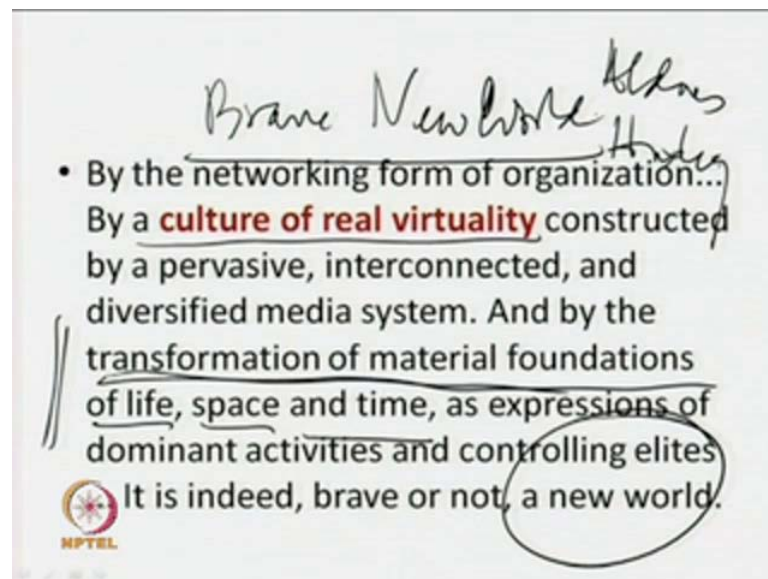 Brave New World Aldous
Huxley
• By the networking form of organization...
By a culture of real virtuality constructed
by a pervasive, interconnected, and
diversified media system. And by the
transformation of material foundations
of life, space and time, as expressions of
dominant activities and controlling elites
... It is indeed, brave or not, a new world.
NPTEL